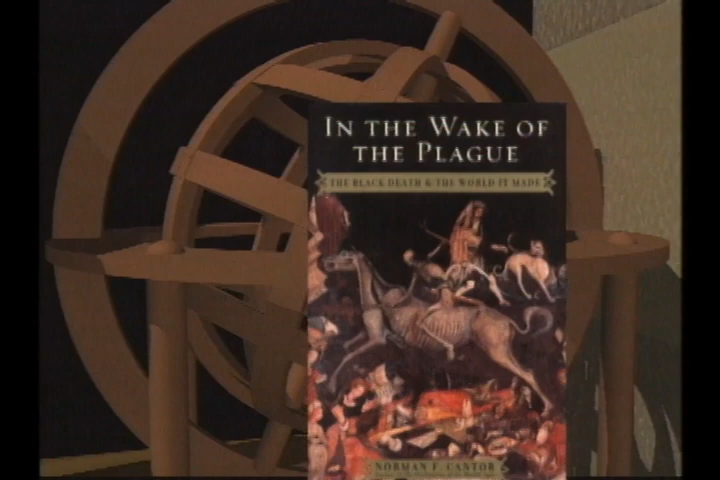 IN THE WAKE OF
THE PLAGUE
THE BLACK DEATH & THE WORLD IT MADE
NORMAN F. CANTOR